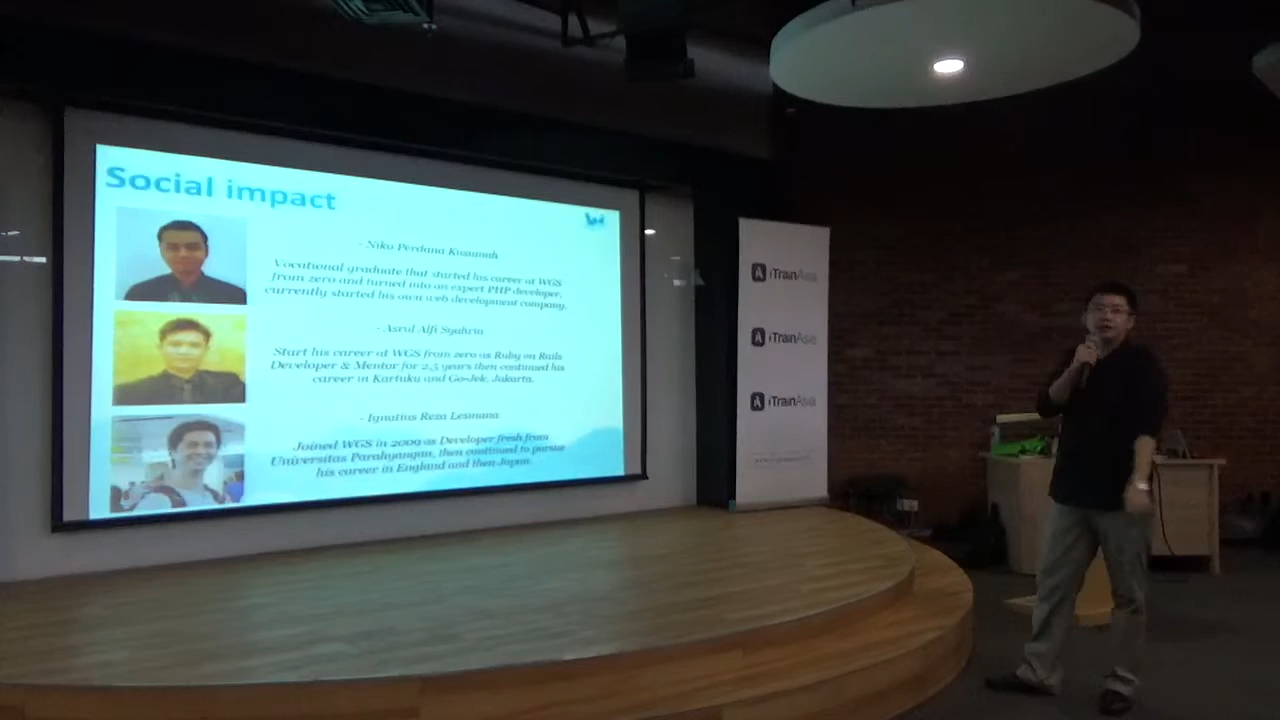 Social impact
- Niko Perdana Kusumah
Vocational graduate that started his career at WGS
from zero and turned into an expert PHP developer,
currently started his own web development company.
- Asrul Alfi Syahrin
Start his career at WGS from zero as Ruby on Rails
Developer & Mentor for 2,5 years then continued his
career in Kartuku and Go-Jek, Jakarta.
- Ignatius Reza Lesmana
Joined WGS in 2009 as Developer fresh from
Universitas Parahyangan, then continued to pursue
his career in England and then Japan.
iTrainAsia
iTrainAsia
iTrainAsia